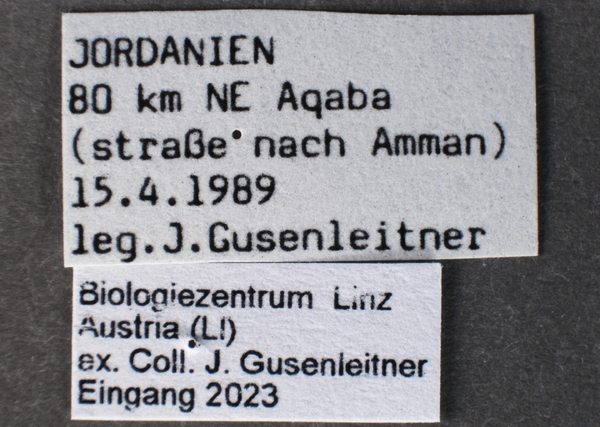 JORDANIEN
80 km NE Aqaba
(straße nach Amman)
15.4.1989
leg.J.Gusenleitner
Biologiezentrum Linz
Austria (LI)
ex. Coll. J. Gusenleitner
Eingang 2023